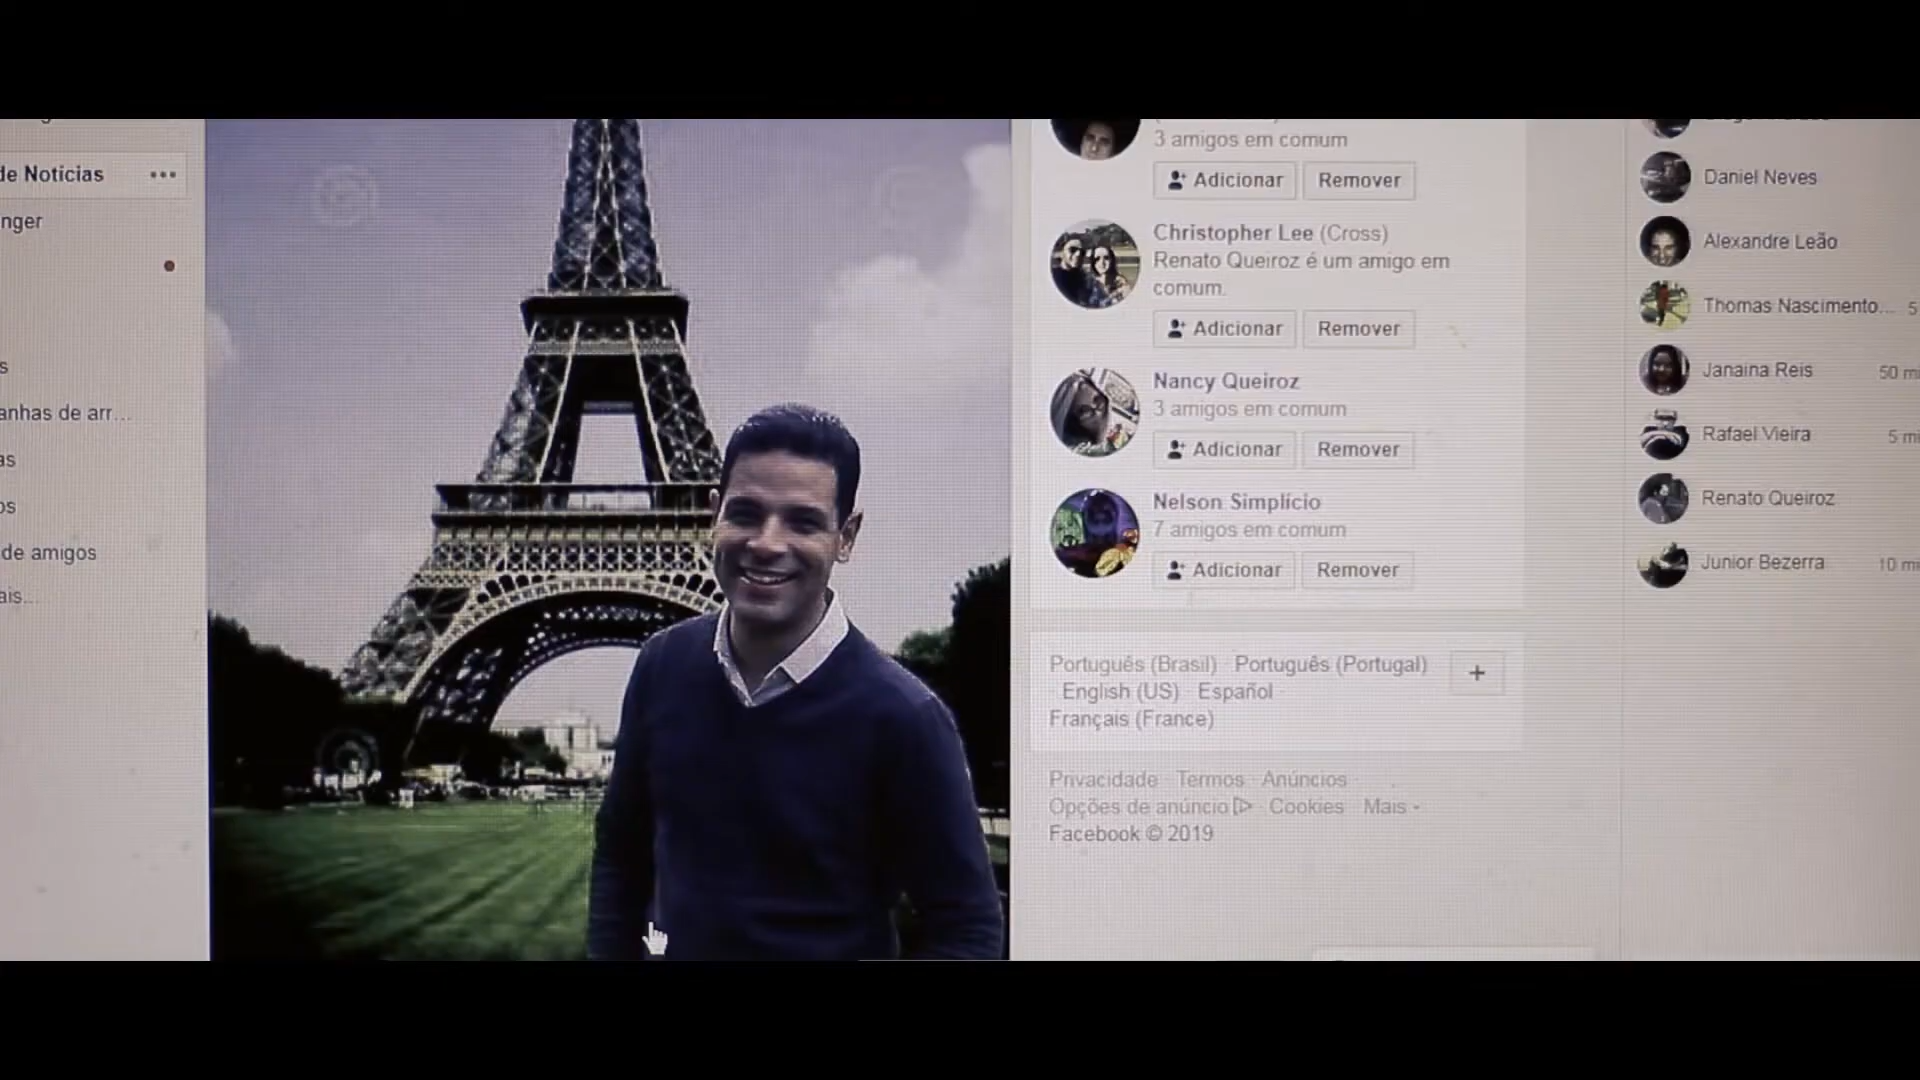 de Notícias
nger
s
anhas de arr...
as
os
de amigos
ais...
3 amigos em comum
Adicionar Remover
Christopher Lee (Cross)
Renato Queiroz é um amigo em
comum.
Adicionar Remover
Nancy Queiroz
3 amigos em comum
Adicionar Remover
Nelson Simplício
7 amigos em comum
Adicionar Remover
Português (Brasil) · Português (Portugal)
· English (US) · Español ·
Français (France)
Privacidade · Termos · Anúncios ·
Opções de anúncio · Cookies · Mais
Facebook © 2019
Daniel Neves
Alexandre Leão
Thomas Nascimento... 5
Janaina Reis 50 mi
Rafael Vieira 5 mi
Renato Queiroz
Junior Bezerra 10 mi